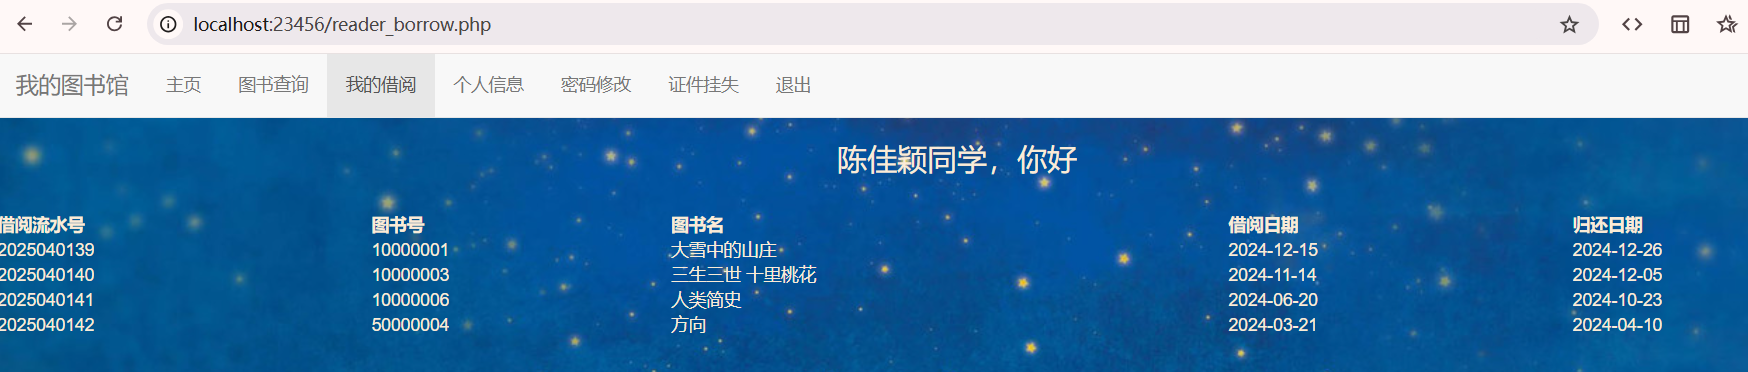 localhost:23456/reader_borrow.php
我的图书馆 主页 图书查询 我的借阅 个人信息 密码修改 证件挂失 退出
陈佳颖同学，你好
借阅流水号 图书号 图书名 借阅日期 归还日期
2025040139 10000001 大雪中的山庄 2024-12-15 2024-12-26
2025040140 10000003 三生三世 十里桃花 2024-11-14 2024-12-05
2025040141 10000006 人类简史 2024-06-20 2024-10-23
2025040142 50000004 方向 2024-03-21 2024-04-10